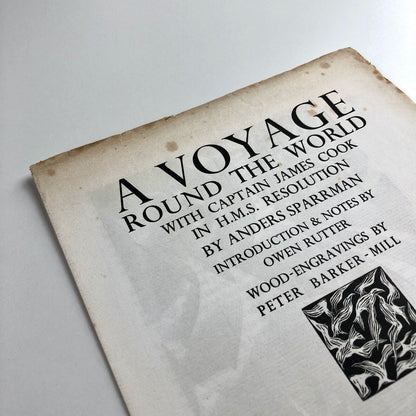 A VOYAGE
ROUND THE WORLD
WITH CAPTAIN JAMES COOK
IN H.M.S. RESOLUTION
BY ANDERS SPARRMAN
INTRODUCTION & NOTES BY
OWEN RUTTER
WOOD-ENGRAVINGS BY
PETER BARKER-MILL